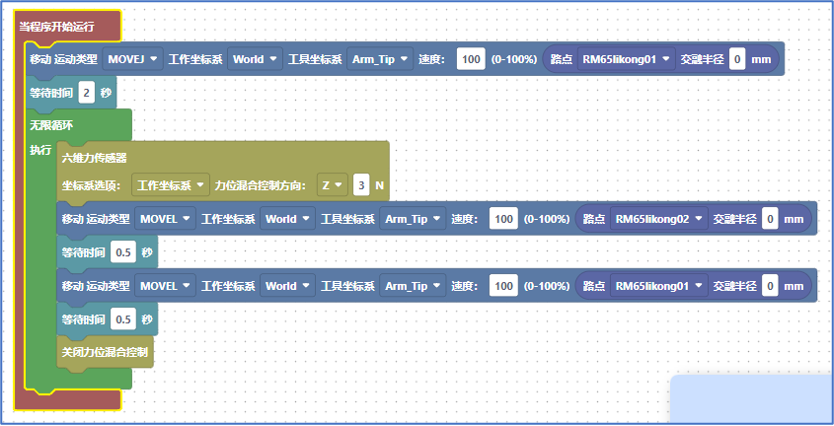 当程序开始运行
移动 运动类型 MOVEJ 工作坐标系 World 工具坐标系 Arm_Tip 速度: 100 (0-100%) 路点 RM65likong01 交融半径 0 mm
等待时间 2 秒
无限循环
执行
六维力传感器
坐标系选项: 工作坐标系 力位混合控制方向: Z 3 N
移动 运动类型 MOVEL 工作坐标系 World 工具坐标系 Arm_Tip 速度: 100 (0-100%) 路点 RM65likong02 交融半径 0 mm
等待时间 0.5 秒
移动 运动类型 MOVEL 工作坐标系 World 工具坐标系 Arm_Tip 速度: 100 (0-100%) 路点 RM65likong01 交融半径 0 mm
等待时间 0.5 秒
关闭力位混合控制